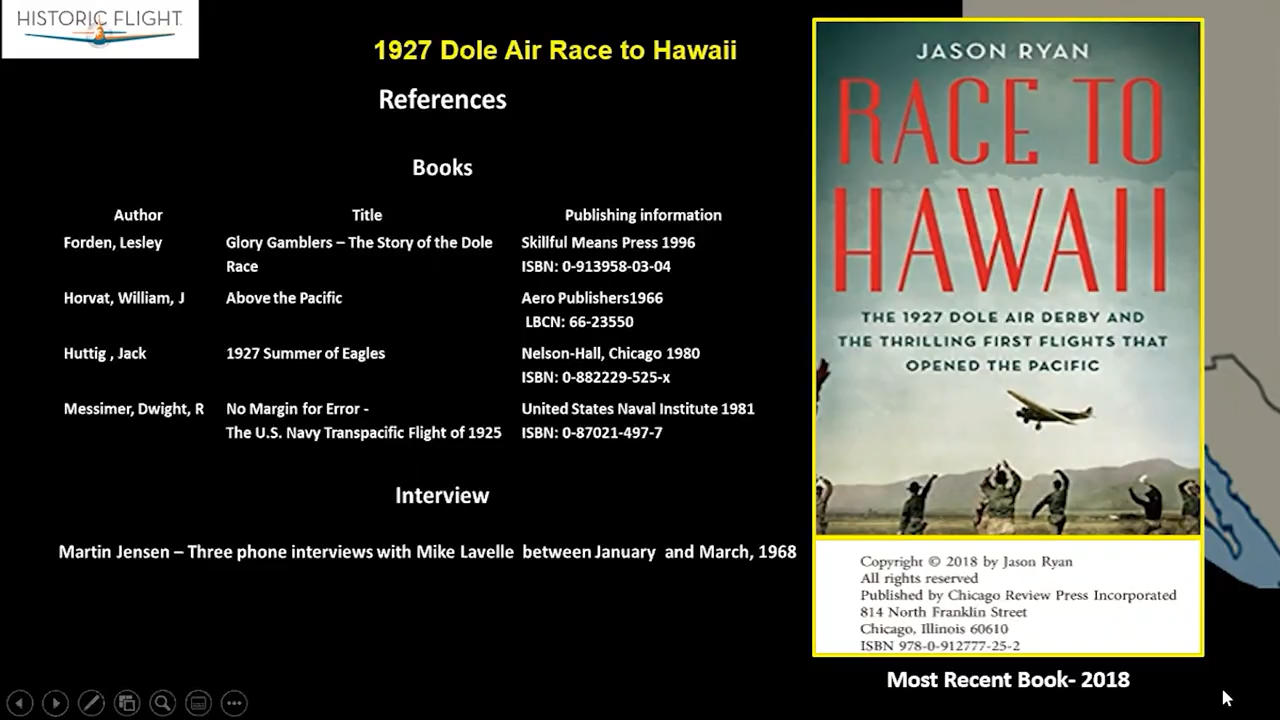 HISTORIC FLIGHT
1927 Dole Air Race to Hawaii
References
Books
Author Title Publishing information
Forden, Lesley Glory Gamblers – The Story of the Dole Skillful Means Press 1996
Race ISBN: 0-913958-03-04
Horvat, William, J Above the Pacific Aero Publishers1966
LBCN: 66-23550
Huttig , Jack 1927 Summer of Eagles Nelson-Hall, Chicago 1980
ISBN: 0-882229-525-x
Messimer, Dwight, R No Margin for Error - United States Naval Institute 1981
The U.S. Navy Transpacific Flight of 1925 ISBN: 0-87021-497-7
Interview
Martin Jensen – Three phone interviews with Mike Lavelle between January and March, 1968
JASON RYAN
RACE TO
HAWAII
THE 1927 DOLE AIR DERBY AND
THE THRILLING FIRST FLIGHTS THAT
OPENED THE PACIFIC
Copyright © 2018 by Jason Ryan
All rights reserved
Published by Chicago Review Press Incorporated
814 North Franklin Street
Chicago, Illinois 60610
ISBN 978-0-912777-25-2
Most Recent Book- 2018